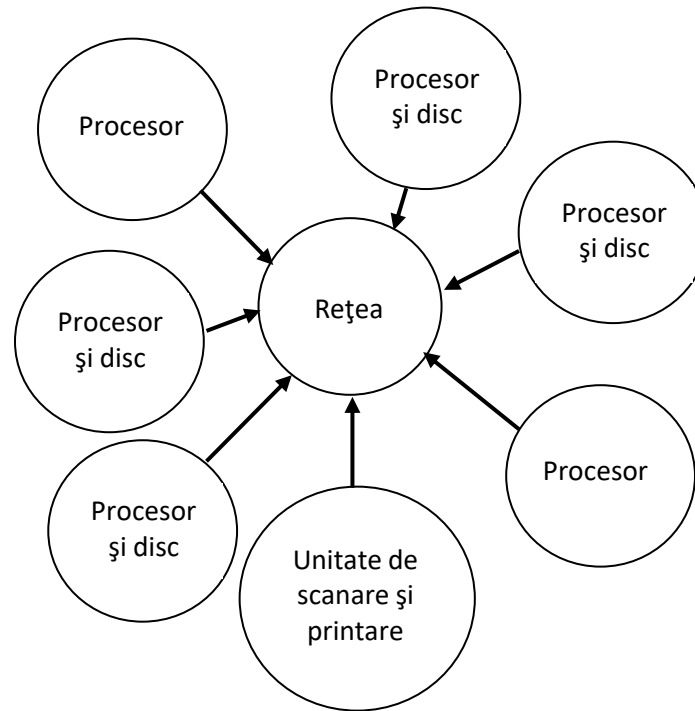 Procesor
Procesor
şi disc
Procesor
şi disc
Procesor
şi disc
Reţea
Procesor
Procesor
şi disc
Unitate de
scanare şi
printare